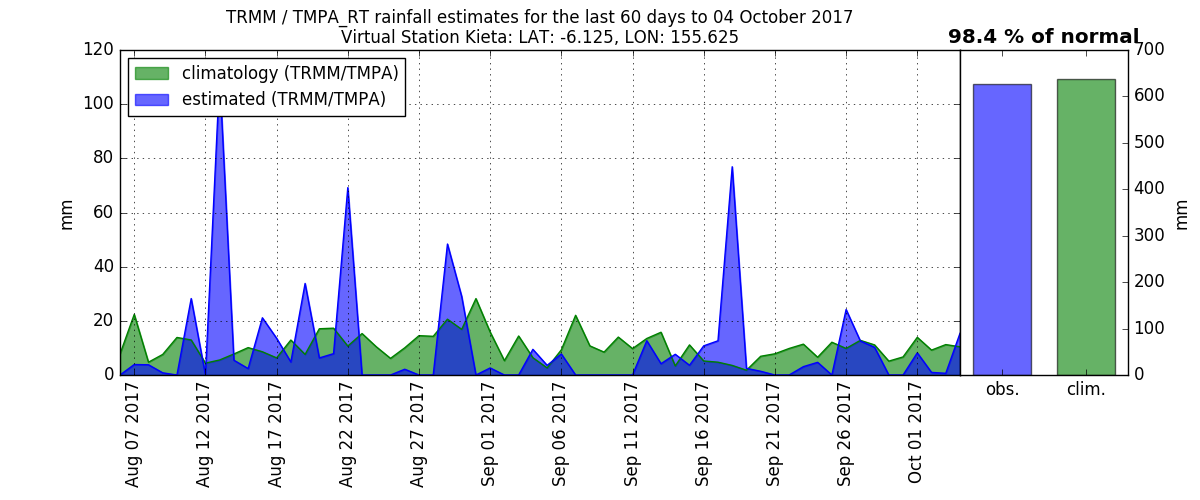 TRMM / TMPA_RT rainfall estimates for the last 60 days to 04 October 2017
Virtual Station Kieta: LAT: -6.125, LON: 155.625
98.4 % of normal
climatology (TRMM/TMPA)
estimated (TRMM/TMPA)
120
100
80
60
40
20
0
mm
Aug 07 2017
Aug 12 2017
Aug 17 2017
Aug 22 2017
Aug 27 2017
Sep 01 2017
Sep 06 2017
Sep 11 2017
Sep 16 2017
Sep 21 2017
Sep 26 2017
Oct 01 2017
obs.
clim.
700
600
500
400
300
200
100
0
mm